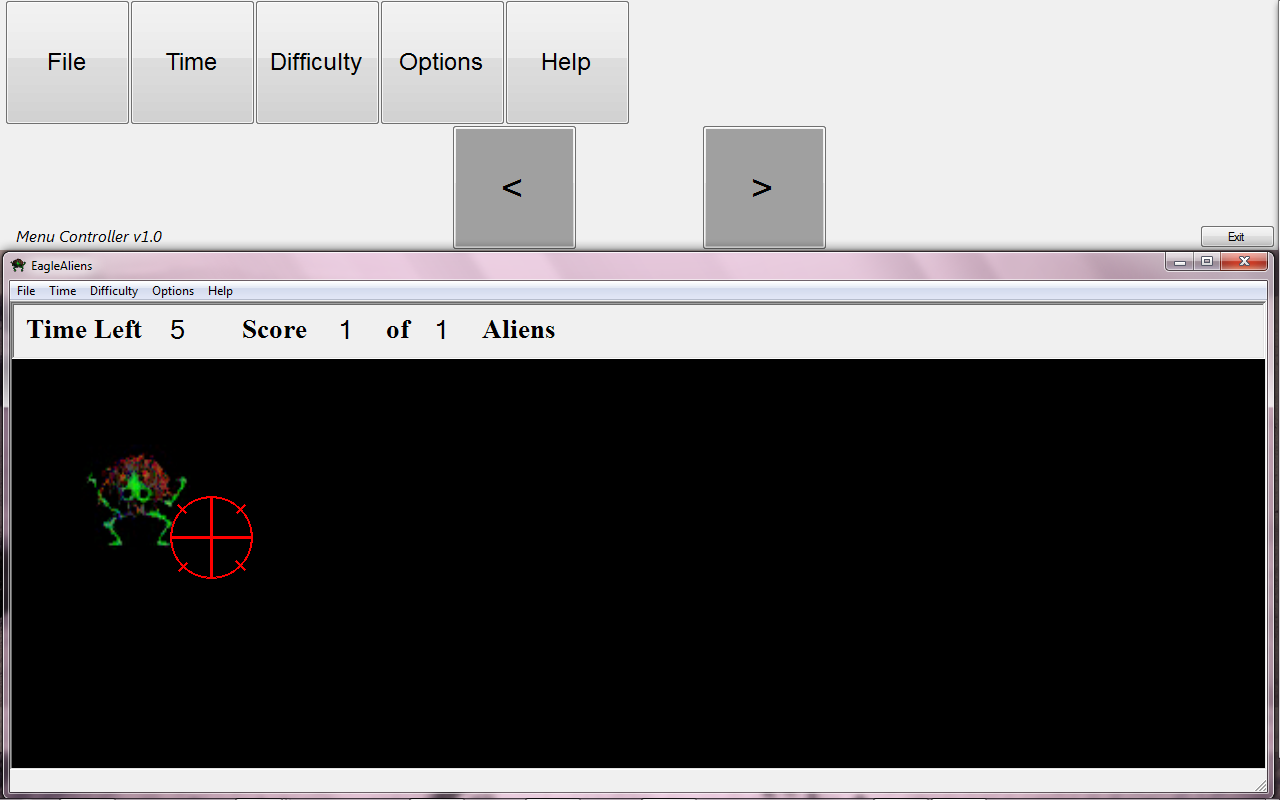 File Time Difficulty Options Help
< >
Menu Controller v1.0 Exit
EagleAliens
File Time Difficulty Options Help
Time Left 5 Score 1 of 1 Aliens